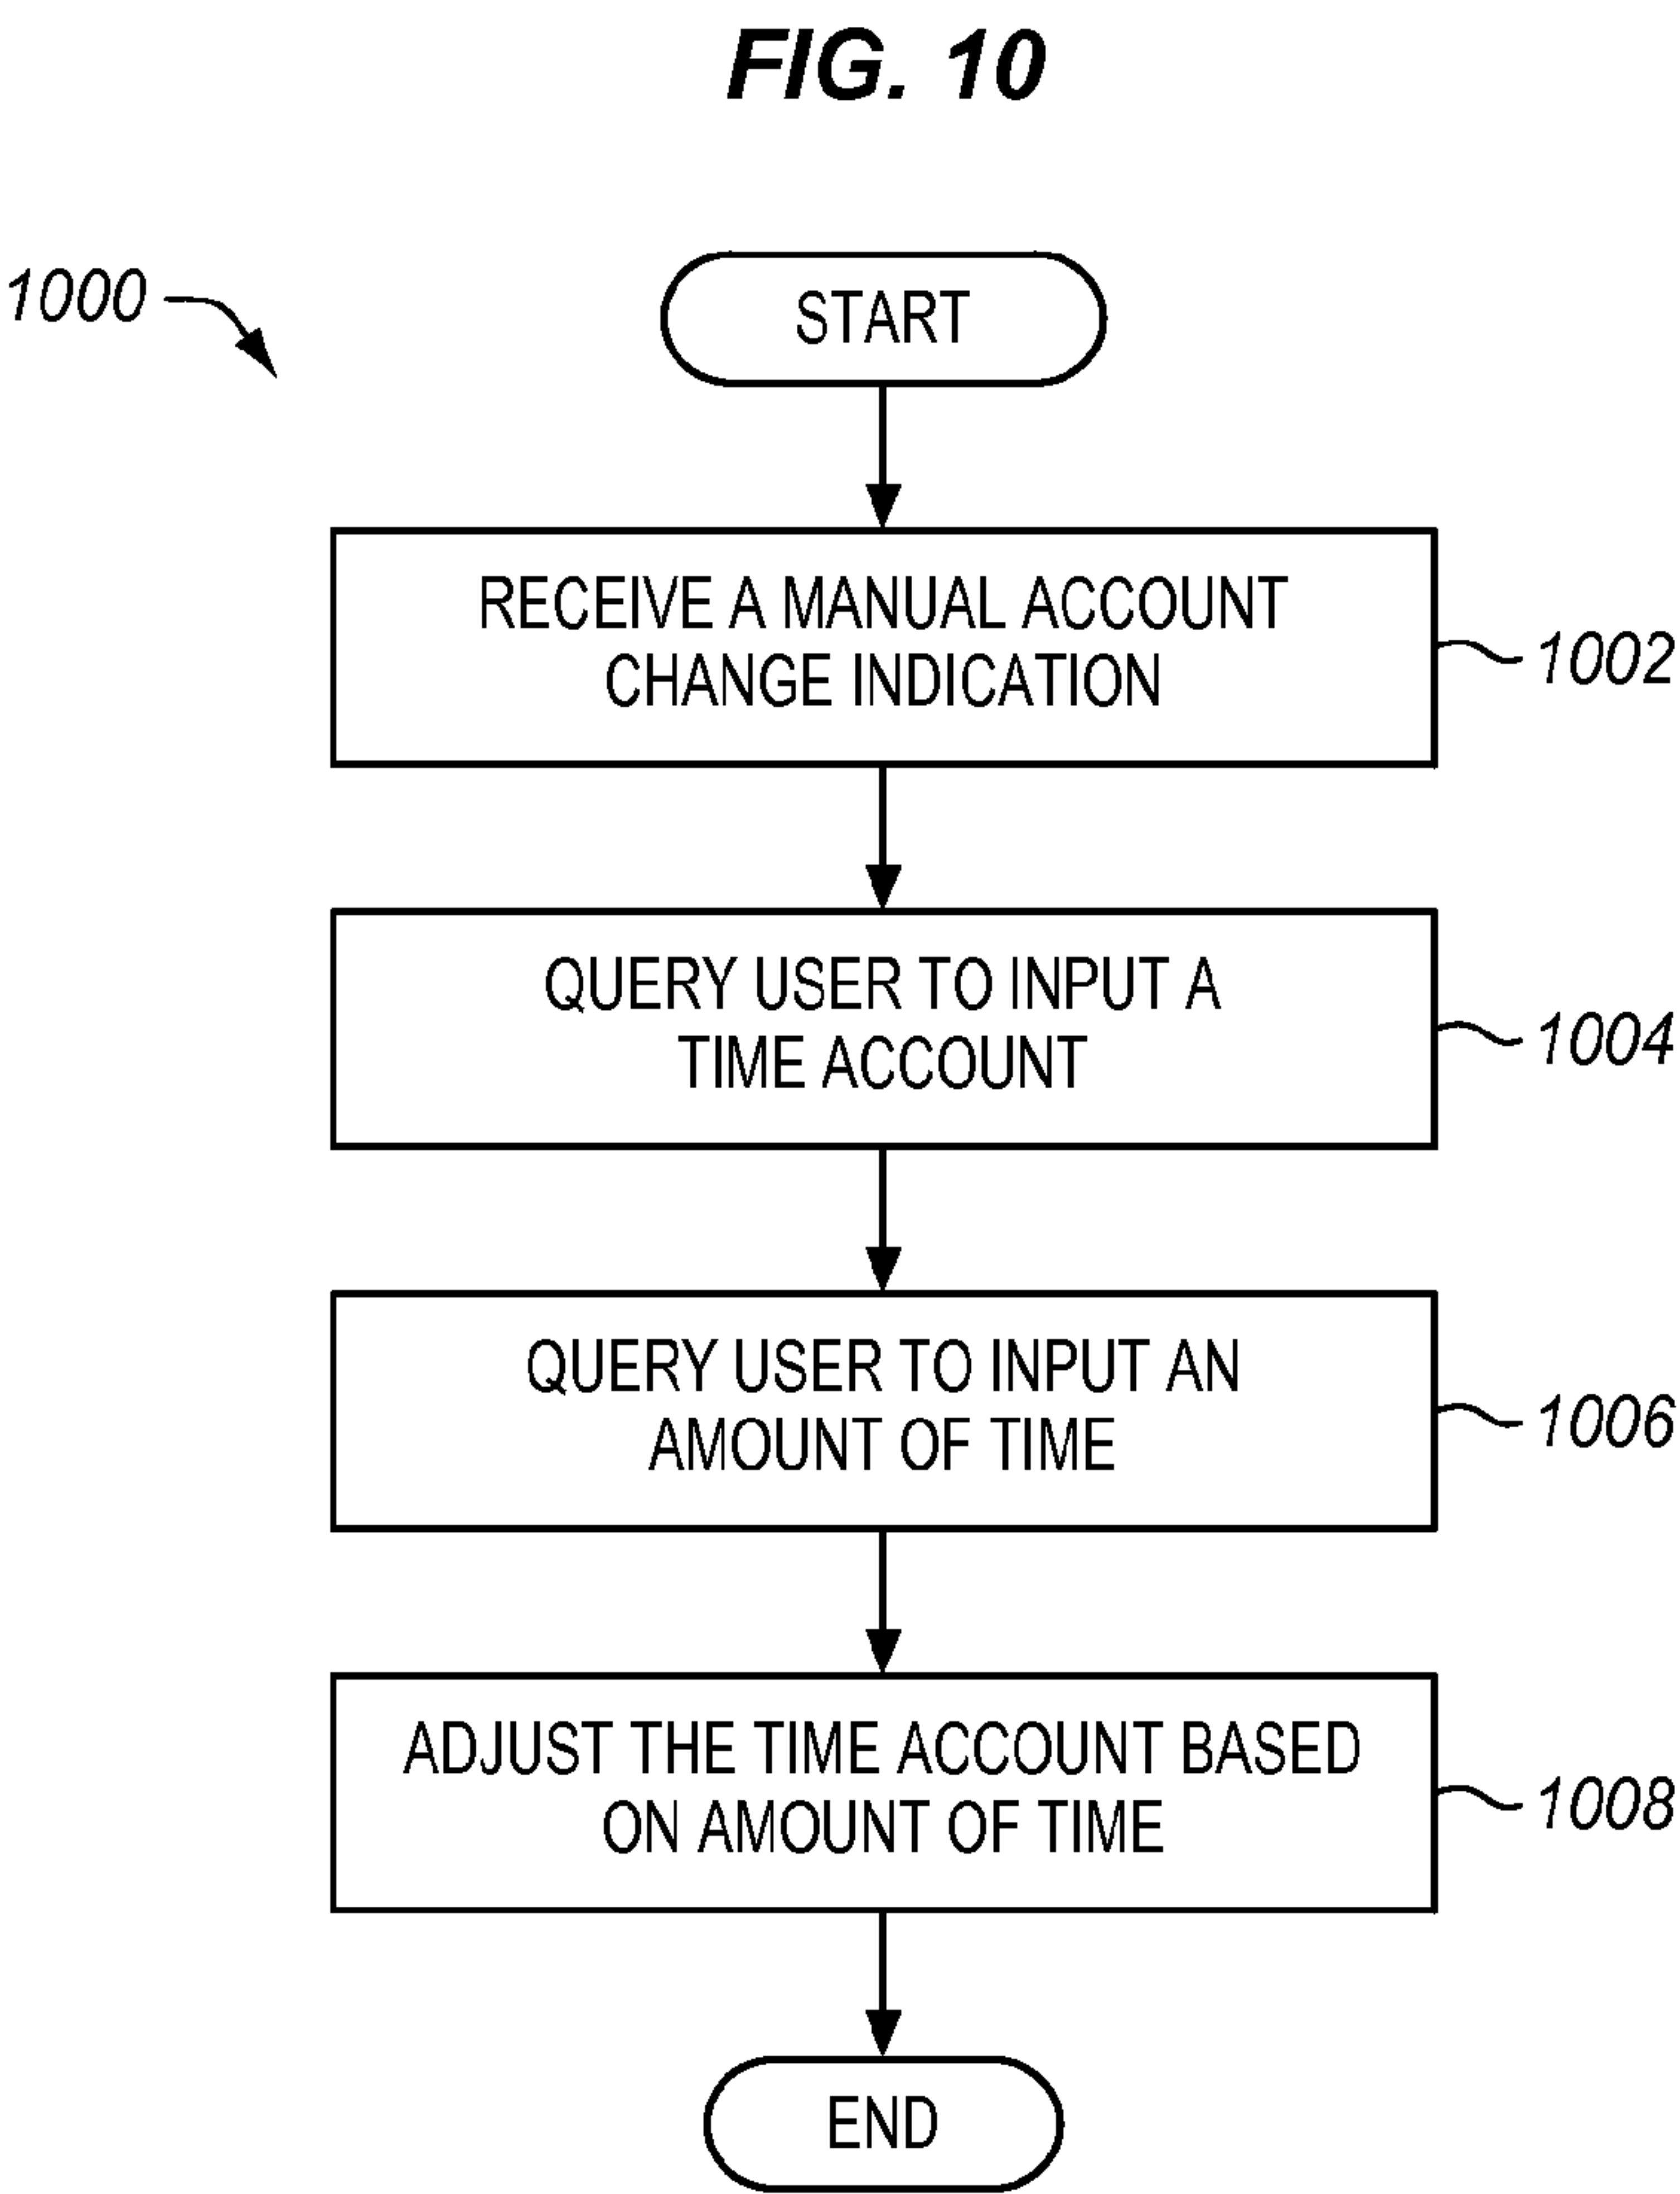 FIG. 10
1000
START
RECEIVE A MANUAL ACCOUNT
CHANGE INDICATION
1002
QUERY USER TO INPUT A
TIME ACCOUNT
1004
QUERY USER TO INPUT AN
AMOUNT OF TIME
1006
ADJUST THE TIME ACCOUNT BASED
ON AMOUNT OF TIME
1008
END